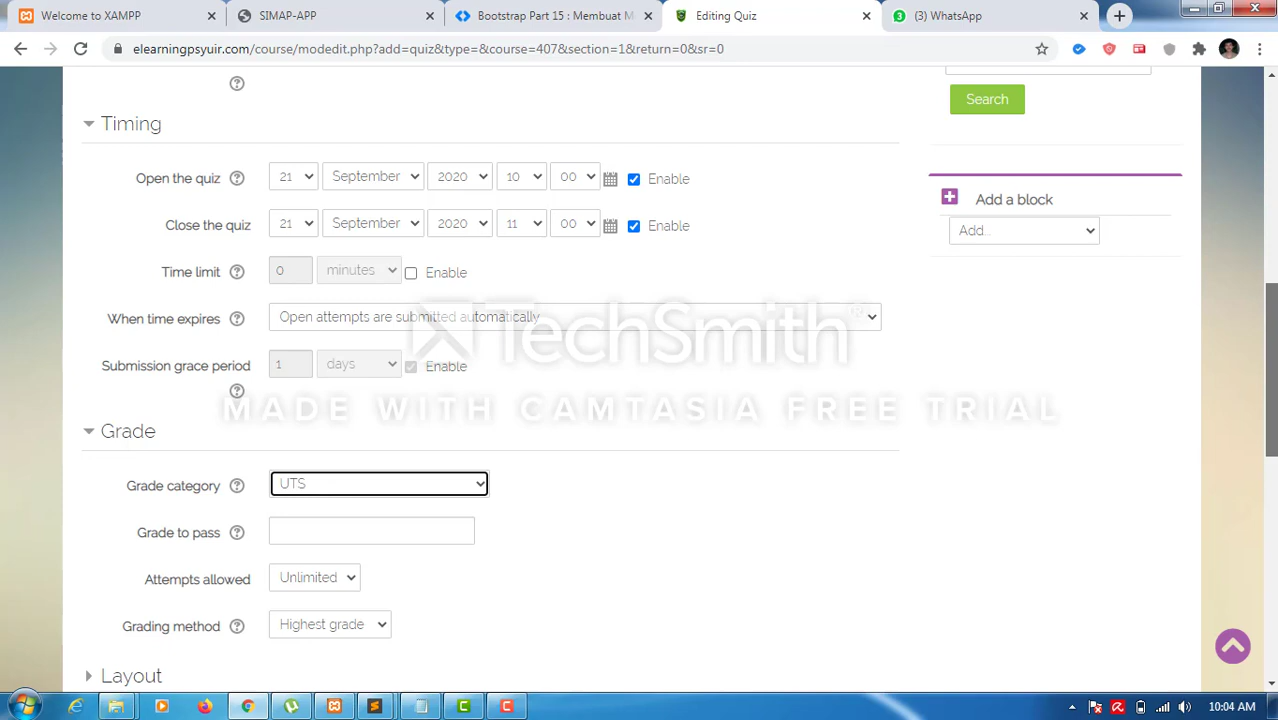 Welcome to XAMPP
SIMAP-APP
Bootstrap Part 15 : Membuat M
Editing Quiz
(3) WhatsApp
elearningpsyuir.com/course/modedit.php?add=quiz&type=&course=407&section=1&return=0&sr=0
Search
Timing
Open the quiz 21 September 2020 10 00 Enable
Close the quiz 21 September 2020 11 00 Enable
Time limit 0 minutes Enable
When time expires Open attempts are submitted automatically
Submission grace period 1 days Enable
Add a block
Add...
TechSmith
MADE WITH CAMTASIA FREE TRIAL
Grade
Grade category UTS
Grade to pass
Attempts allowed Unlimited
Grading method Highest grade
Layout
10:04 AM